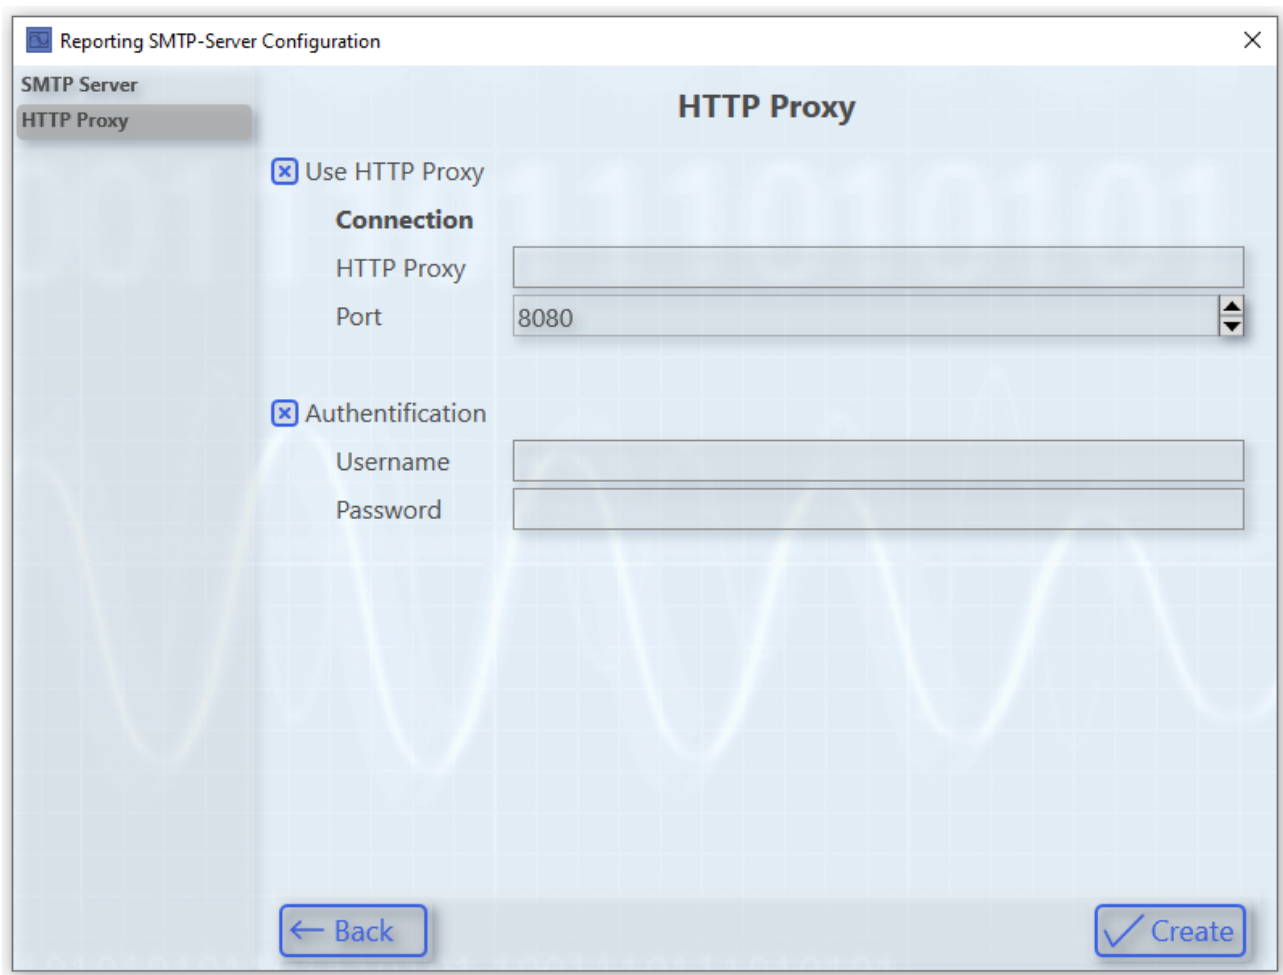 Reporting SMTP-Server Configuration
SMTP Server
HTTP Proxy
HTTP Proxy
Use HTTP Proxy
Connection
HTTP Proxy
Port 8080
Authentification
Username
Password
Back
Create